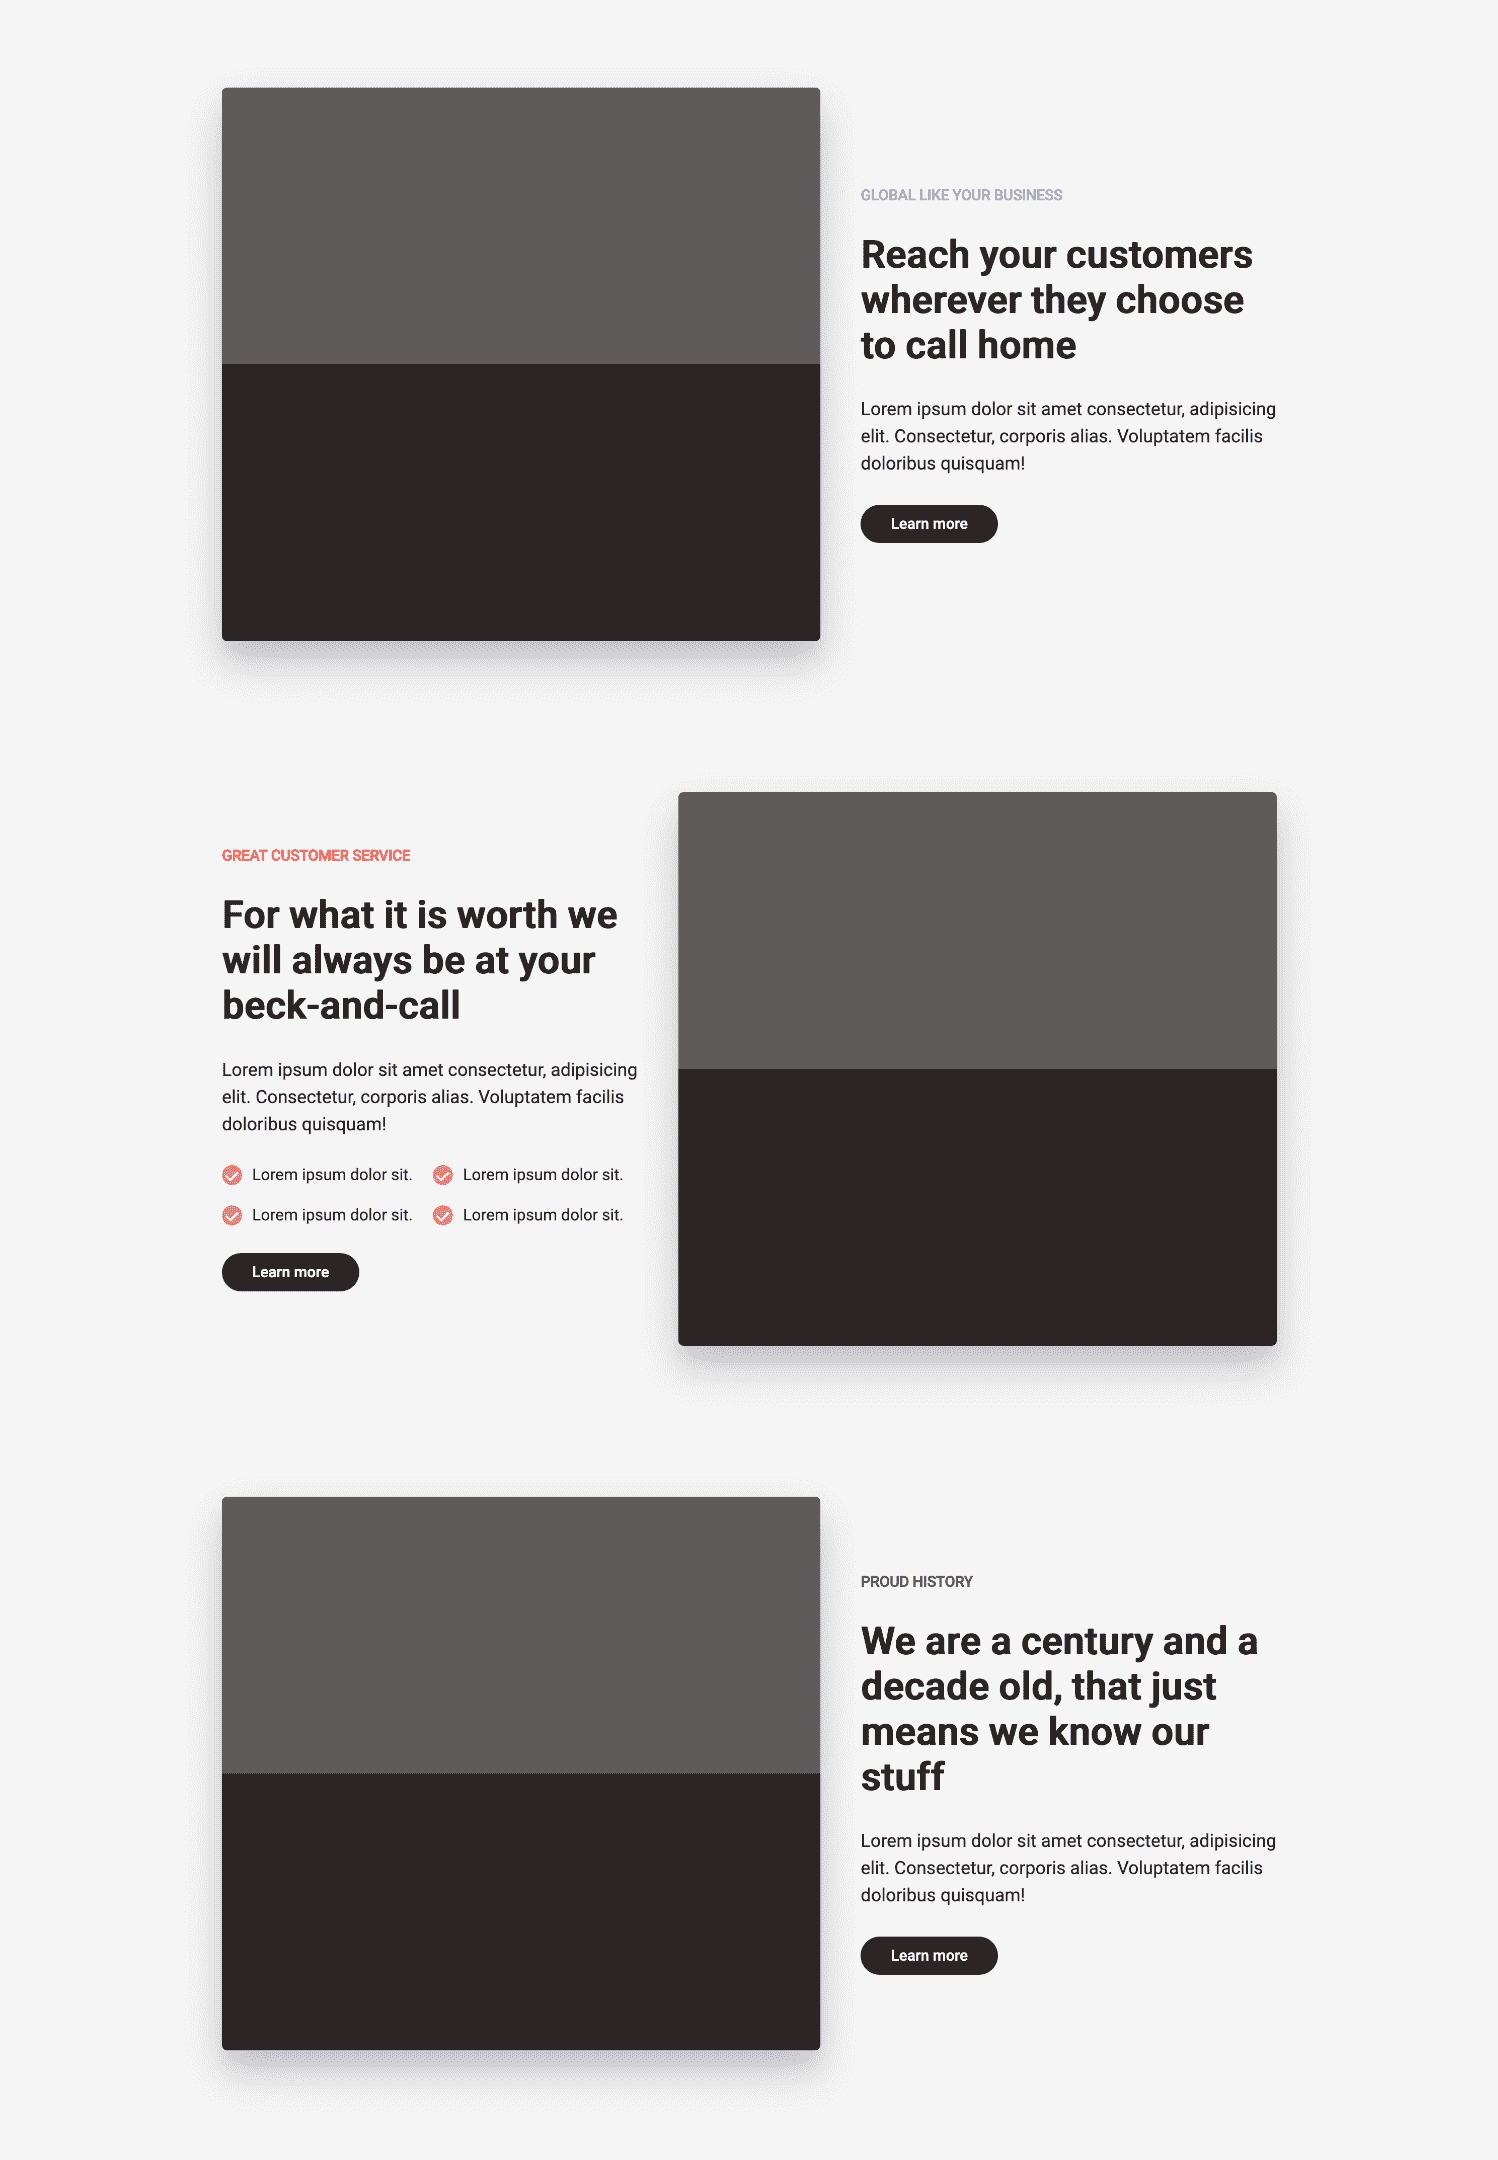 GLOBAL LIKE YOUR BUSINESS
Reach your customers
wherever they choose
to call home
Lorem ipsum dolor sit amet consectetur, adipisicing
elit. Consectetur, corporis alias. Voluptatem facilis
doloribus quisquam!
Learn more
GREAT CUSTOMER SERVICE
For what it is worth we
will always be at your
beck-and-call
Lorem ipsum dolor sit amet consectetur, adipisicing
elit. Consectetur, corporis alias. Voluptatem facilis
doloribus quisquam!
Lorem ipsum dolor sit. Lorem ipsum dolor sit.
Lorem ipsum dolor sit. Lorem ipsum dolor sit.
Learn more
PROUD HISTORY
We are a century and a
decade old, that just
means we know our
stuff
Lorem ipsum dolor sit amet consectetur, adipisicing
elit. Consectetur, corporis alias. Voluptatem facilis
doloribus quisquam!
Learn more